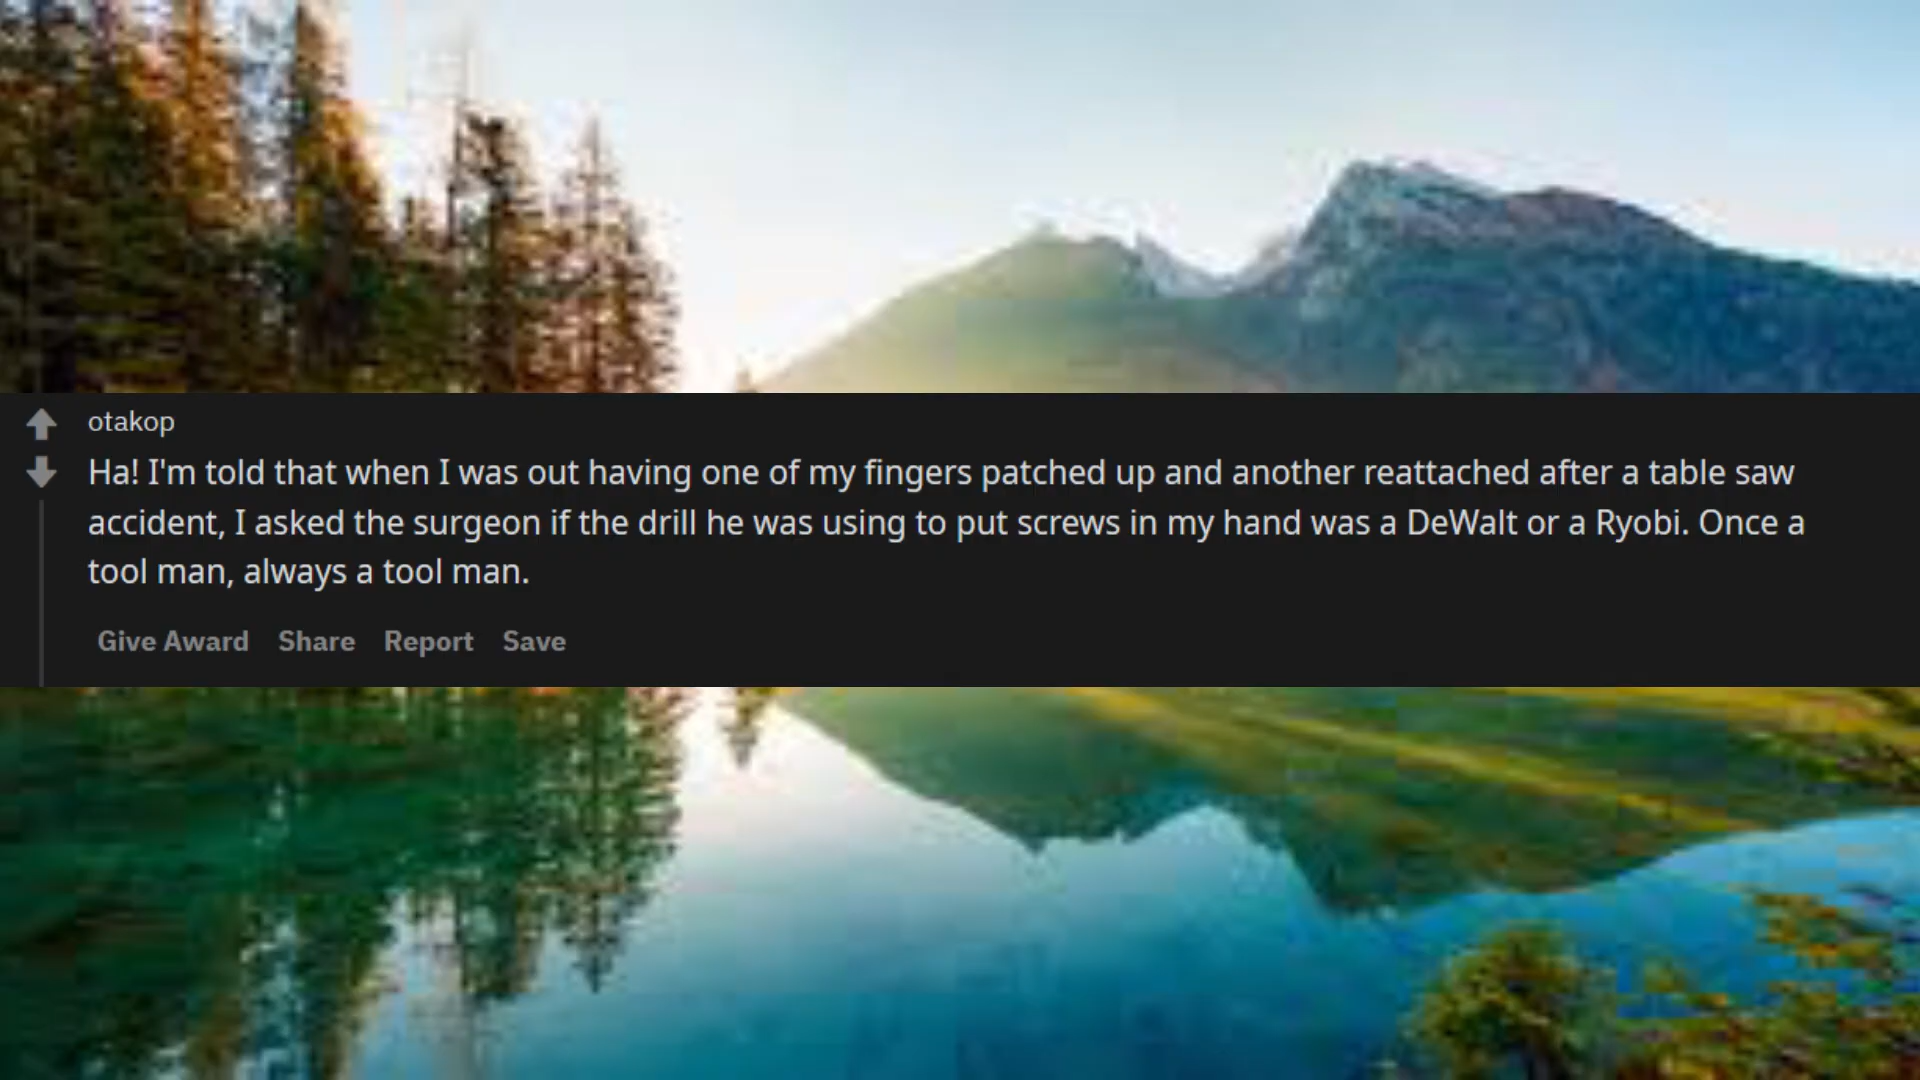 otakop
Ha! I'm told that when I was out having one of my fingers patched up and another reattached after a table saw
accident, I asked the surgeon if the drill he was using to put screws in my hand was a DeWalt or a Ryobi. Once a
tool man, always a tool man.
Give Award Share Report Save